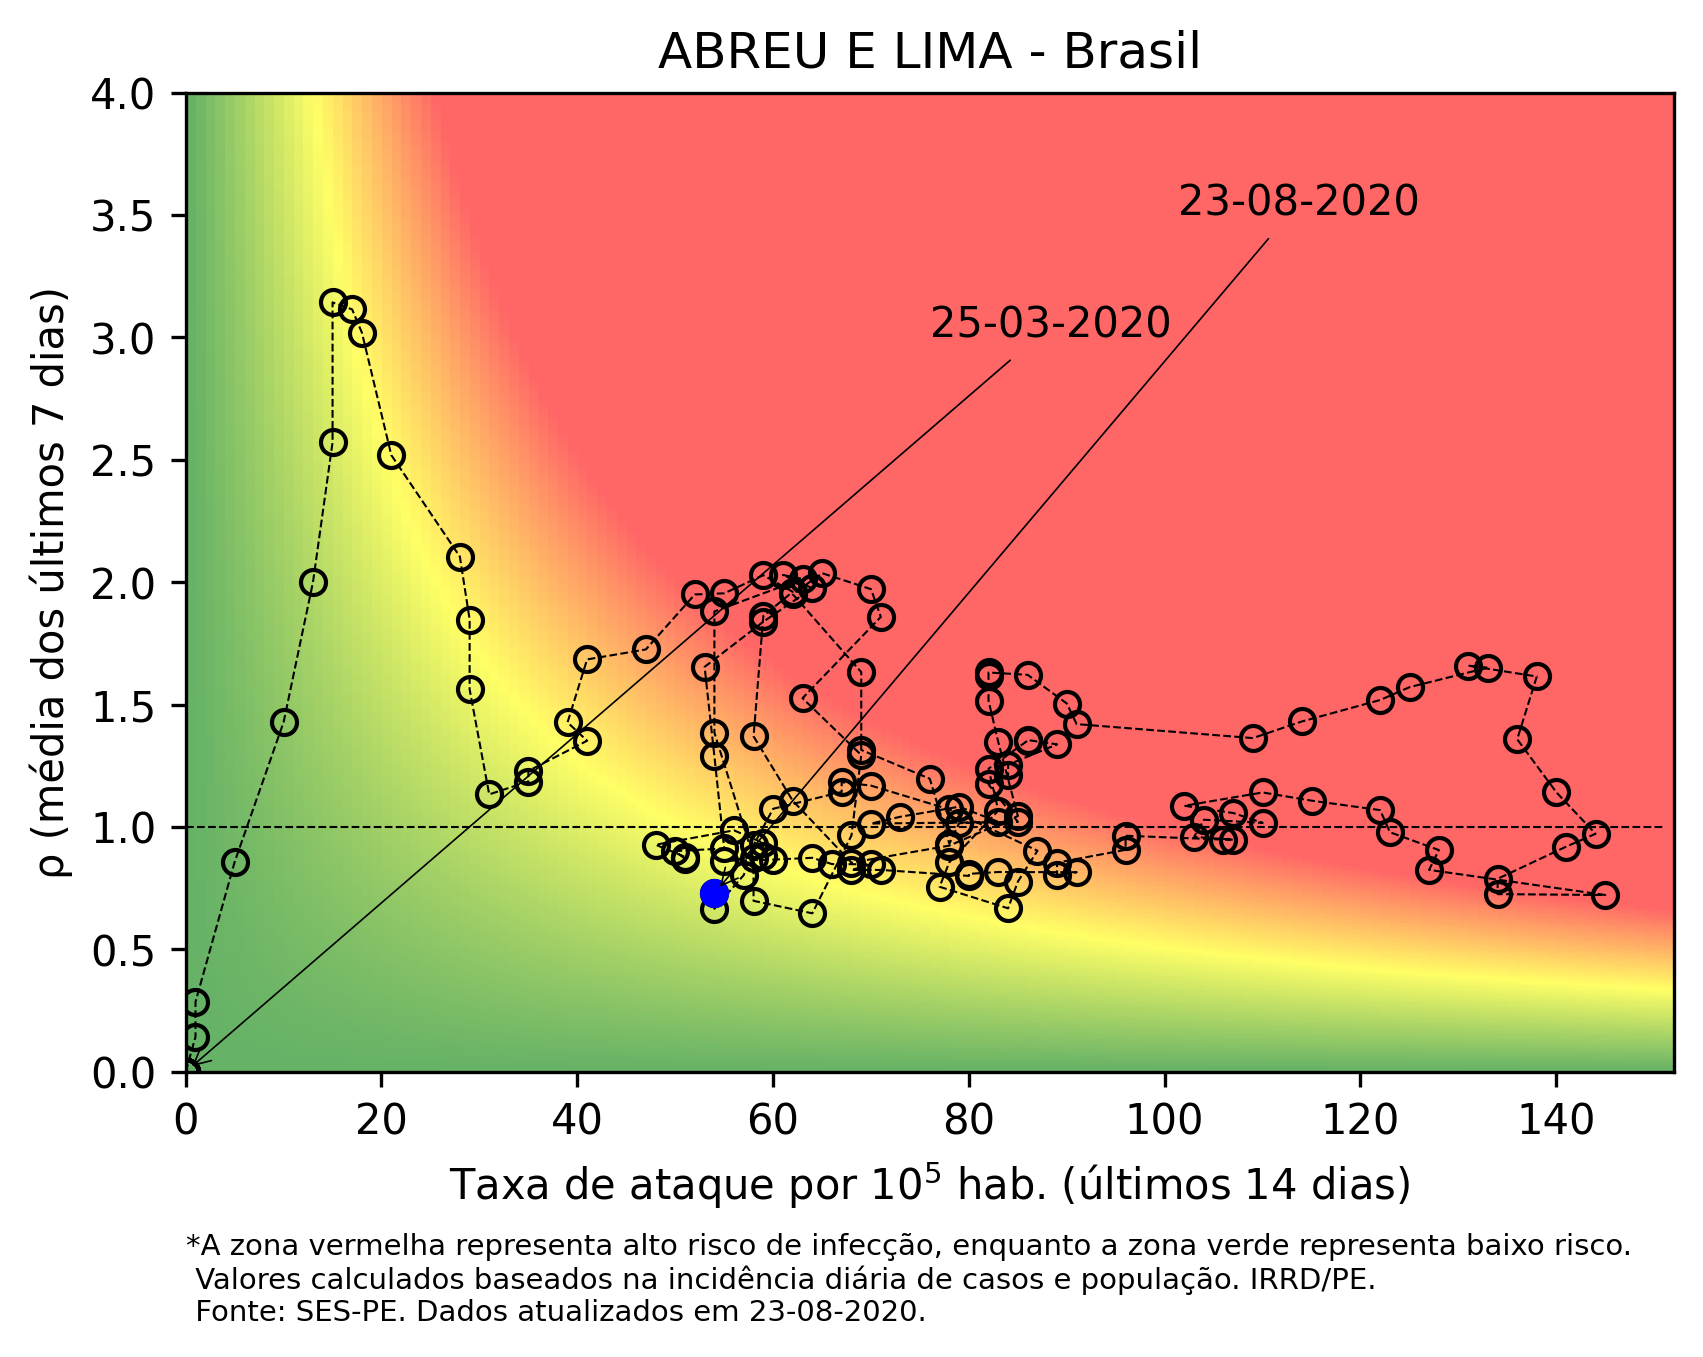 ABREU E LIMA - Brasil
4.0
3.5
3.0
2.5
2.0
1.5
1.0
0.5
0.0
ρ (média dos últimos 7 dias)
23-08-2020
25-03-2020
0 20 40 60 80 100 120 140
Taxa de ataque por 10⁵ hab. (últimos 14 dias)
*A zona vermelha representa alto risco de infecção, enquanto a zona verde representa baixo risco.
Valores calculados baseados na incidência diária de casos e população. IRRD/PE.
Fonte: SES-PE. Dados atualizados em 23-08-2020.